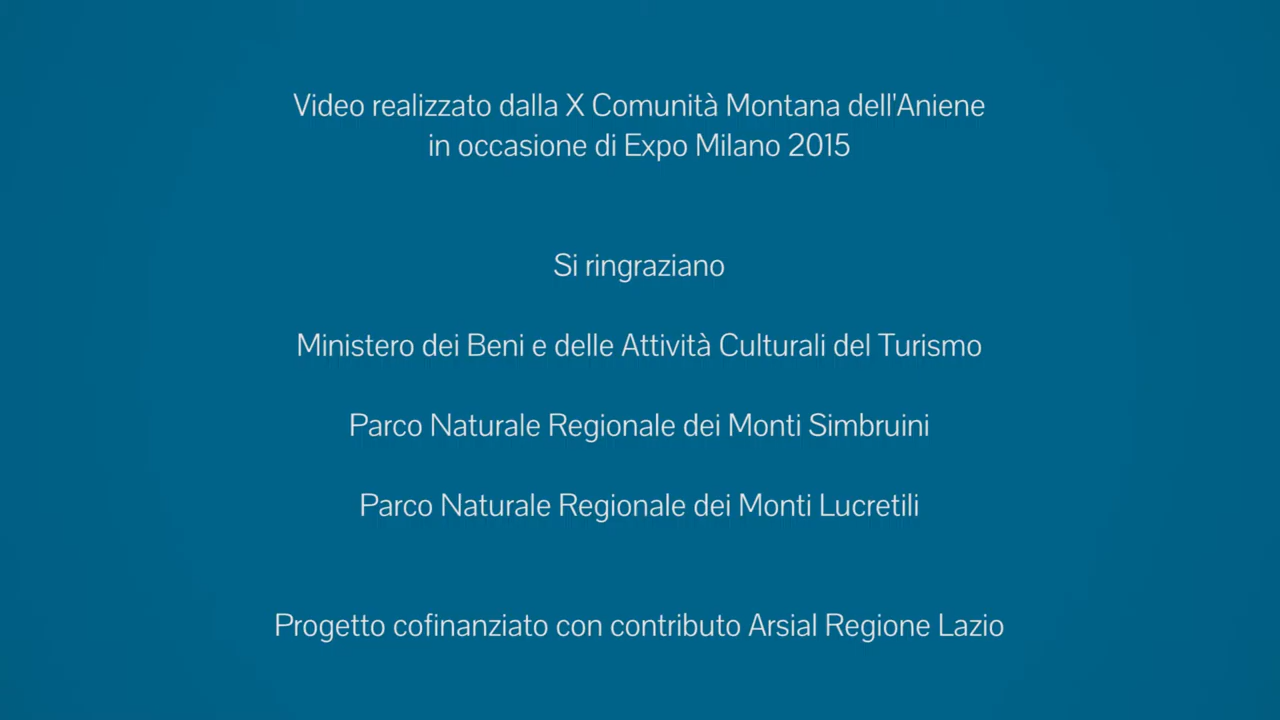 Video realizzato dalla X Comunità Montana dell'Aniene
in occasione di Expo Milano 2015
Si ringraziano
Ministero dei Beni e delle Attività Culturali del Turismo
Parco Naturale Regionale dei Monti Simbruini
Parco Naturale Regionale dei Monti Lucretili
Progetto cofinanziato con contributo Arsial Regione Lazio